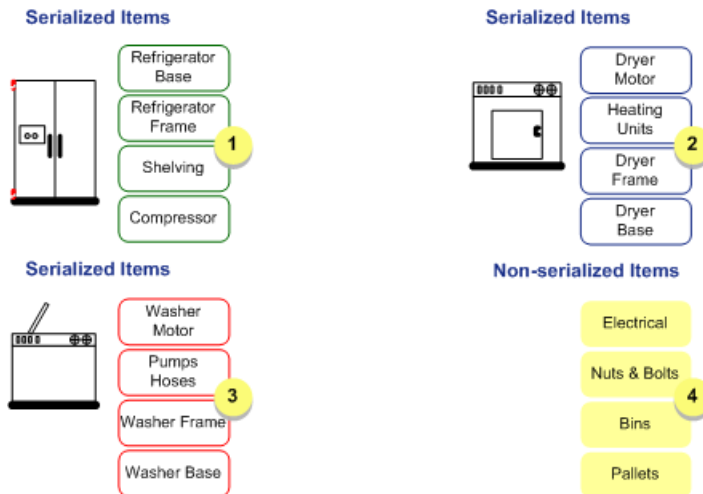 Serialized Items
Refrigerator
Base
Refrigerator
Frame
1
Shelving
Compressor
Serialized Items
Dryer
Motor
Heating
Units
2
Dryer
Frame
Dryer
Base
Serialized Items
Washer
Motor
Pumps
Hoses
3
Washer Frame
Washer Base
Non-serialized Items
Electrical
Nuts & Bolts
4
Bins
Pallets